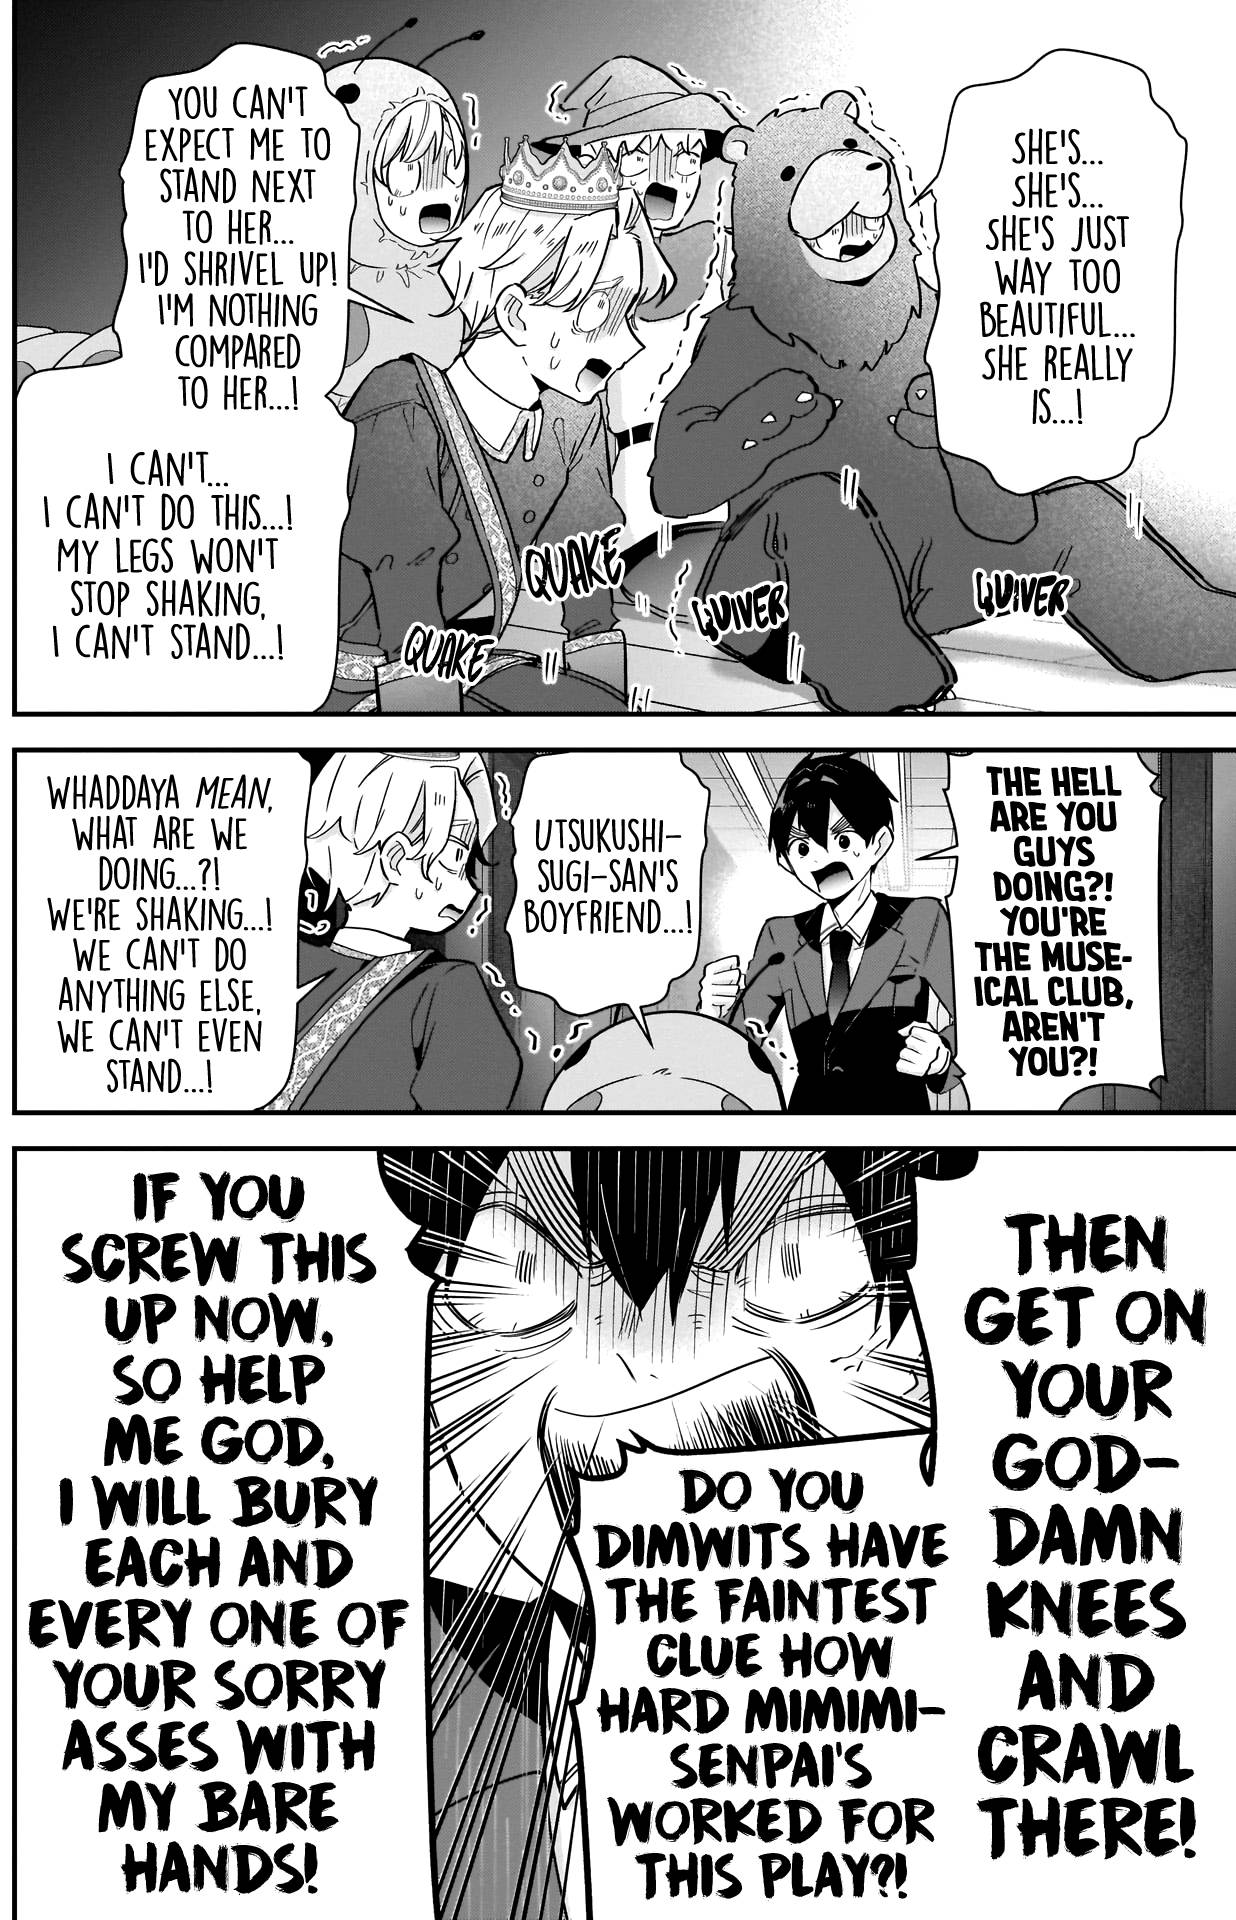 SHE'S...
SHE'S...
SHE'S JUST
WAY TOO
BEAUTIFUL...
SHE REALLY
IS...!
YOU CAN'T
EXPECT ME TO
STAND NEXT
TO HER...
I'D SHRIVEL UP!
I'M NOTHING
COMPARED
TO HER...!
I CAN'T...
I CAN'T DO THIS...!
MY LEGS WON'T
STOP SHAKING,
I CAN'T STAND...!
QUAKE
QUAKE
QUIVER
QUIVER
THE HELL
ARE YOU
GUYS
DOING?!
YOU'RE
THE MUSE-
ICAL CLUB,
AREN'T
YOU?!
UTSUKUSHI-
SUGI-SAN'S
BOYFRIEND...!
WHADDAYA MEAN,
WHAT ARE WE
DOING...?!
WE'RE SHAKING...!
WE CAN'T DO
ANYTHING ELSE,
WE CAN'T EVEN
STAND...!
THEN
GET ON
YOUR
GOD-
DAMN
KNEES
AND
CRAWL
THERE!
DO YOU
DIMWITS HAVE
THE FAINTEST
CLUE HOW
HARD MIMIMI-
SENPAI'S
WORKED FOR
THIS PLAY?!
IF YOU
SCREW THIS
UP NOW,
SO HELP
ME GOD,
I WILL BURY
EACH AND
EVERY ONE OF
YOUR SORRY
ASSES WITH
MY BARE
HANDS!